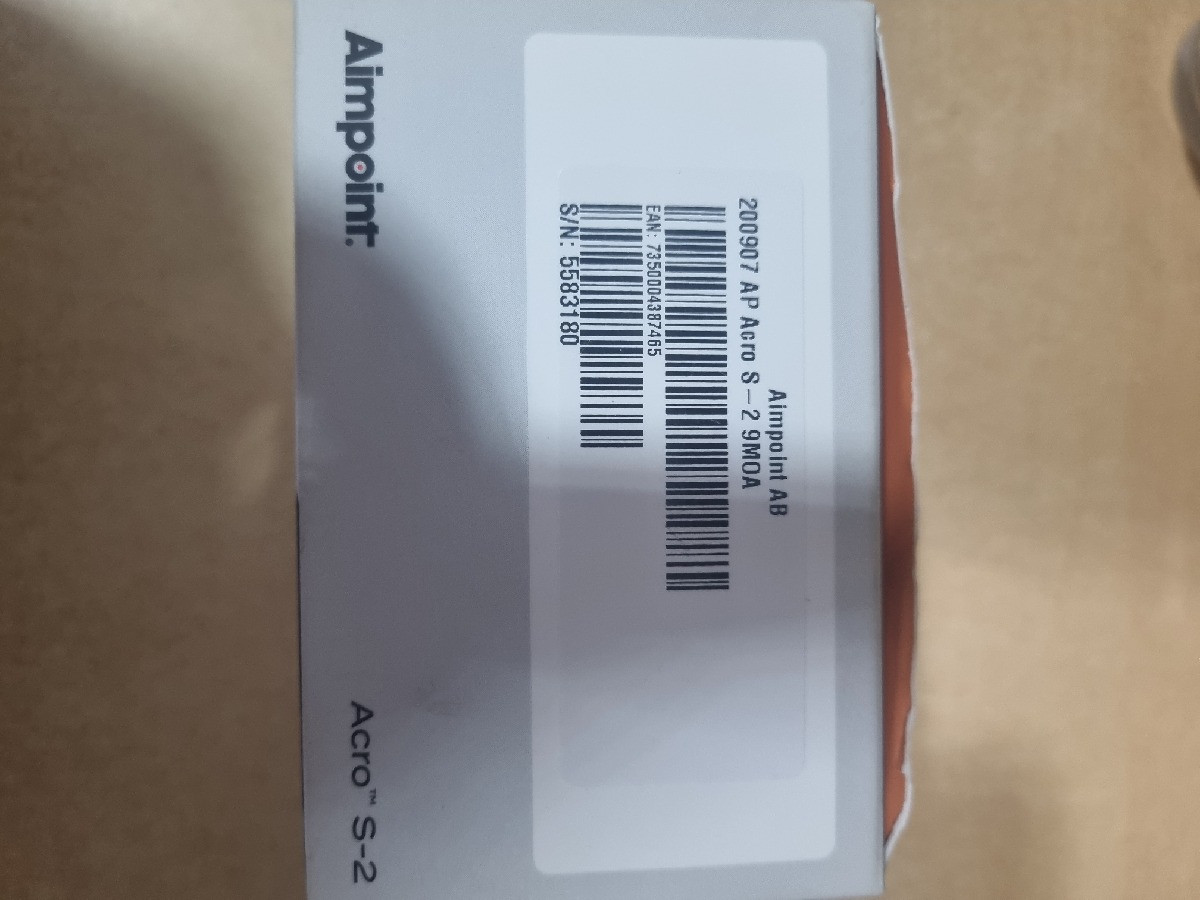 Aimpoint AB
200907 AP Acro S-2 9MOA
EAN: 7350004387465
S/N: 5583180
Aimpoint®
Acro™ S-2